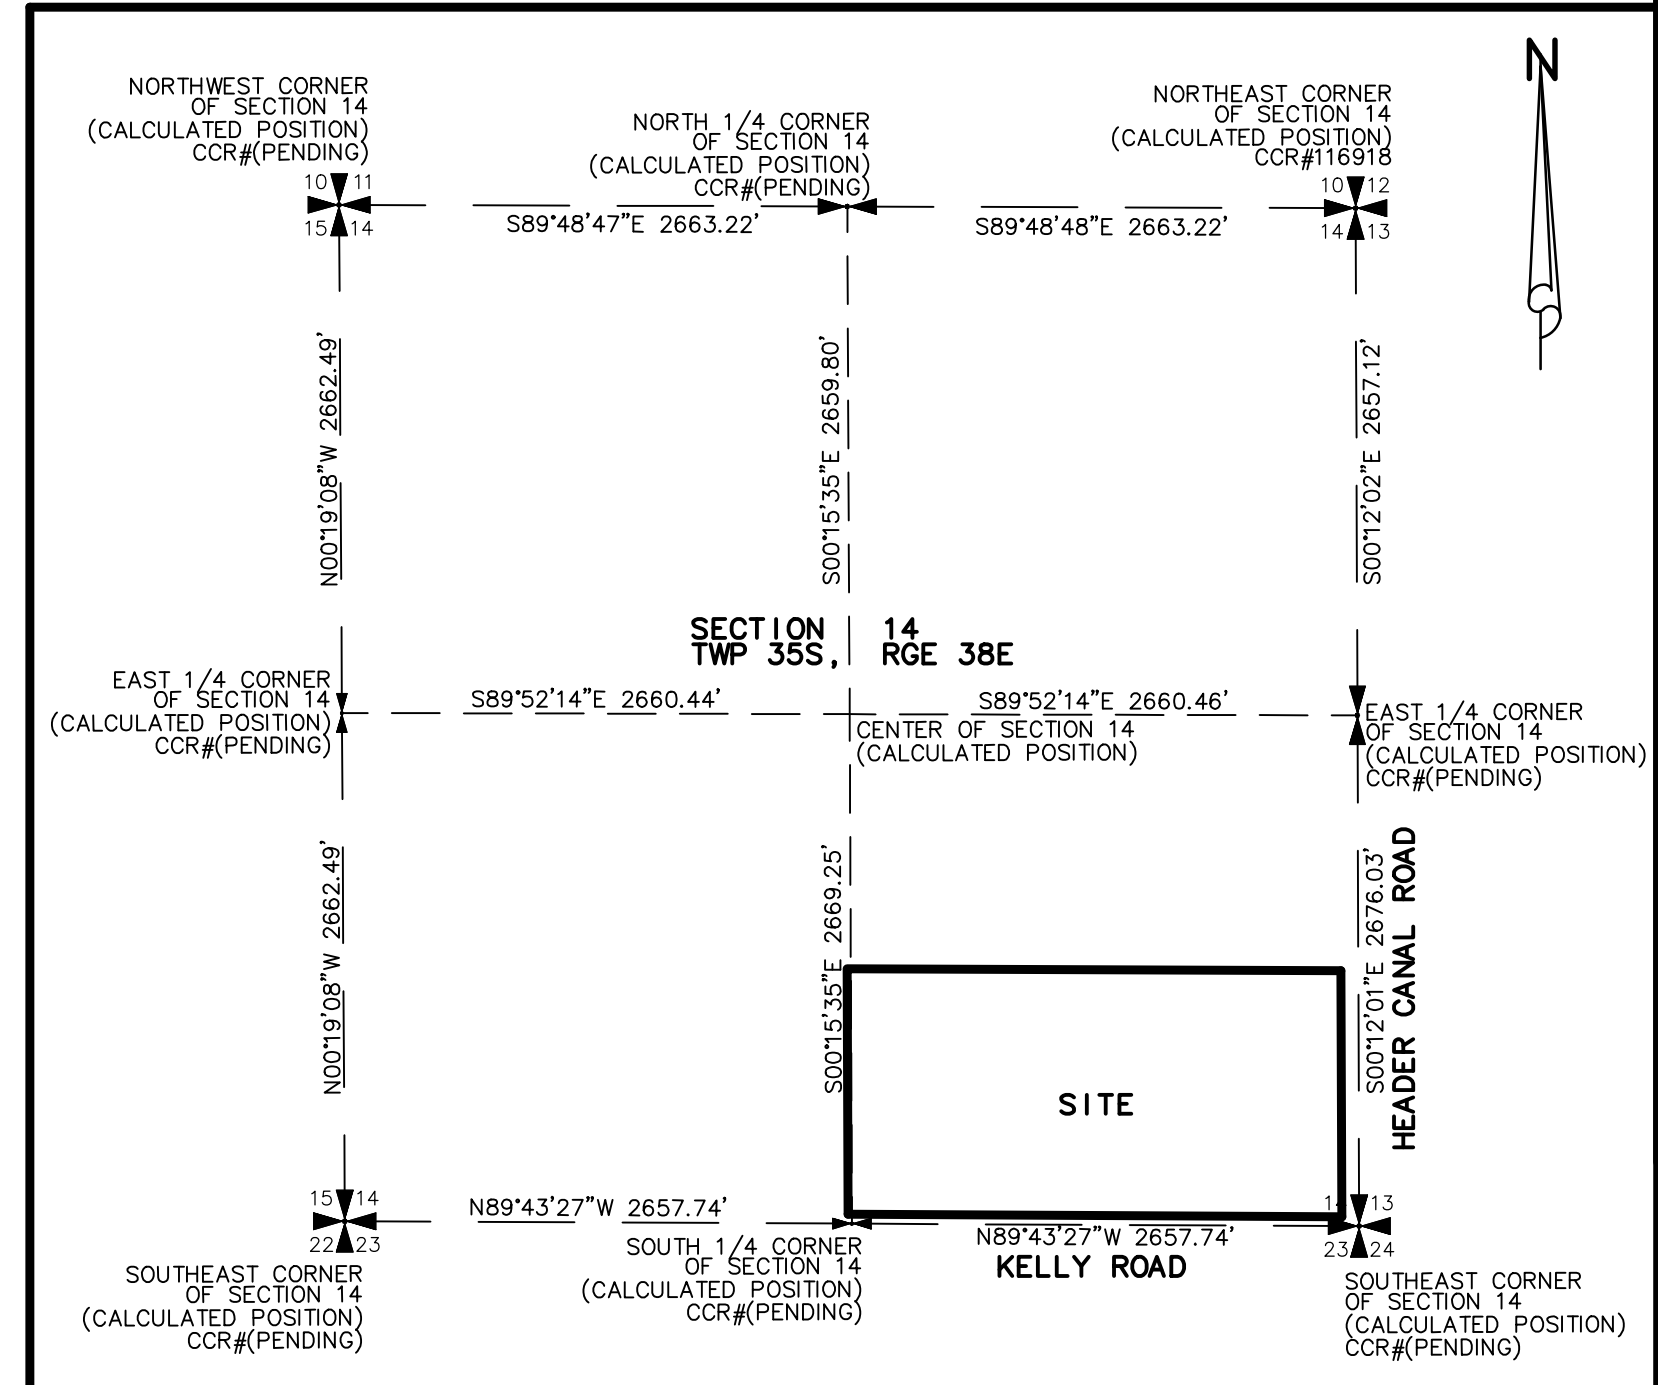 N
NORTHWEST CORNER
OF SECTION 14
(CALCULATED POSITION)
CCR#(PENDING)
10 11
15 14
NORTH 1/4 CORNER
OF SECTION 14
(CALCULATED POSITION)
CCR#(PENDING)
NORTHEAST CORNER
OF SECTION 14
(CALCULATED POSITION)
CCR#116918
10 12
14 13
S89°48'47"E 2663.22'
S89°48'48"E 2663.22'
N00°19'08"W 2662.49'
S00°15'35"E 2659.80'
S00°12'02"E 2657.12'
SECTION 14
TWP 35S, RGE 38E
EAST 1/4 CORNER
OF SECTION 14
(CALCULATED POSITION)
CCR#(PENDING)
S89°52'14"E 2660.44'
S89°52'14"E 2660.46'
CENTER OF SECTION 14
(CALCULATED POSITION)
EAST 1/4 CORNER
OF SECTION 14
(CALCULATED POSITION)
CCR#(PENDING)
N00°19'08"W 2662.49'
S00°15'35"E 2669.25'
S00°12'01"E 2676.03'
HEADER CANAL ROAD
SITE
15 14
22 23
N89°43'27"W 2657.74'
N89°43'27"W 2657.74'
KELLY ROAD
13
23 24
SOUTHEAST CORNER
OF SECTION 14
(CALCULATED POSITION)
CCR#(PENDING)
SOUTH 1/4 CORNER
OF SECTION 14
(CALCULATED POSITION)
CCR#(PENDING)
SOUTHEAST CORNER
OF SECTION 14
(CALCULATED POSITION)
CCR#(PENDING)